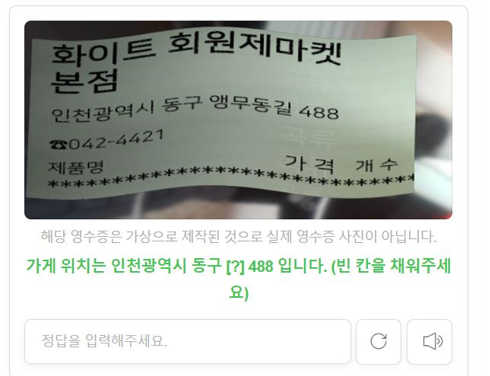 화이트 회원제마켓
본점
인천광역시 동구 앵무동길 488
☎042-4421
제품명 가격 개수
해당 영수증은 가상으로 제작된 것으로 실제 영수증 사진이 아닙니다.
가게 위치는 인천광역시 동구 [?] 488 입니다. (빈 칸을 채워주세
요)
정답을 입력해주세요.